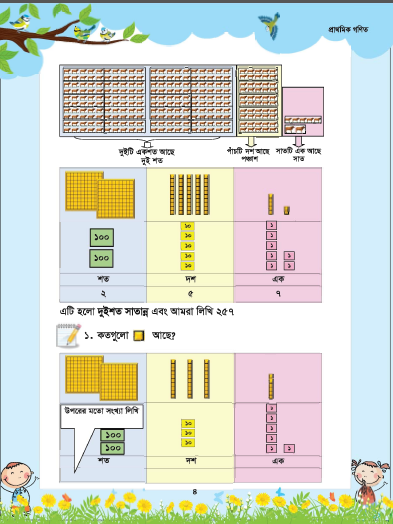 প্রাথমিক গণিত
দুইটি একশত আছে
দুই শত
পাঁচটি দশ আছে
পঞ্চাশ
সাতটি এক আছে
সাত
১০০
১০০
১০
১০
১০
১০
১০
১
১
১
১ ১
১ ১
শত দশ এক
২ ৫ ৭
এটি হলো দুইশত সাতান্ন এবং আমরা লিখি ২৫৭
১. কতগুলো আছে?
উপরের মতো সংখ্যা লিখি
১০০
১০০
১০
১০
১০
১
১
১
১
১ ১
শত দশ এক
৪